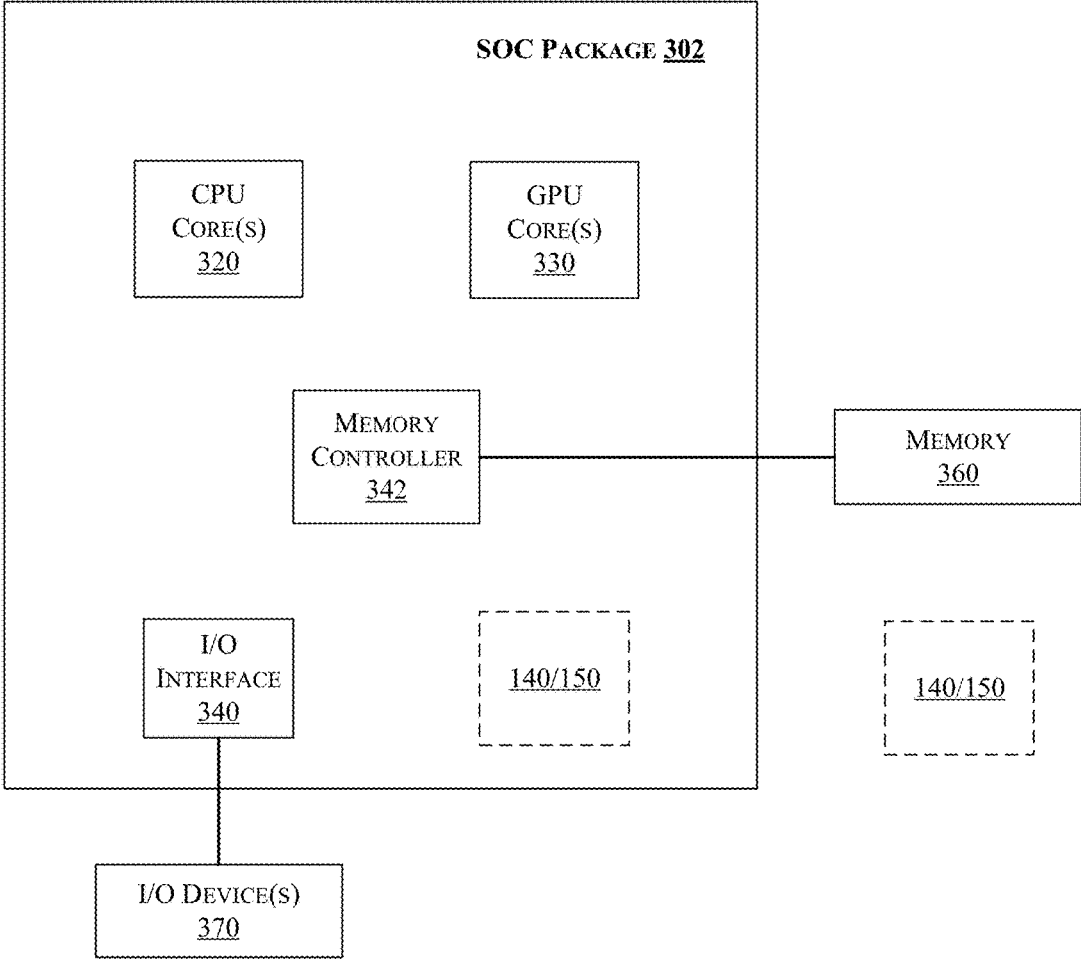 SOC PACKAGE 302
CPU
CORE(S)
320
GPU
CORE(S)
330
MEMORY
CONTROLLER
342
MEMORY
360
I/O
INTERFACE
340
140/150
140/150
I/O DEVICE(S)
370